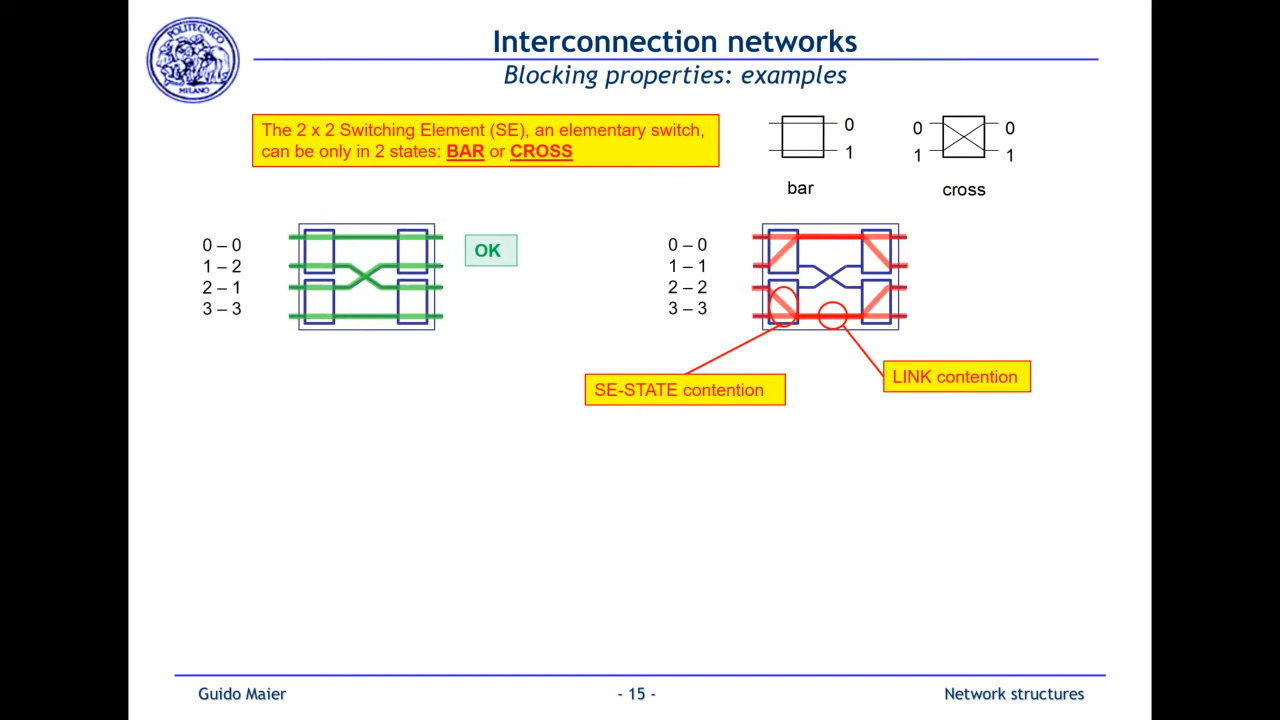 POLITECNICO
MILANO
Interconnection networks
Blocking properties: examples
The 2 x 2 Switching Element (SE), an elementary switch,
can be only in 2 states: BAR or CROSS
0
1
bar
0
0
1
1
cross
0 – 0
1 – 2
2 – 1
3 – 3
OK
0 – 0
1 – 1
2 – 2
3 – 3
SE-STATE contention
LINK contention
Guido Maier
- 15 -
Network structures